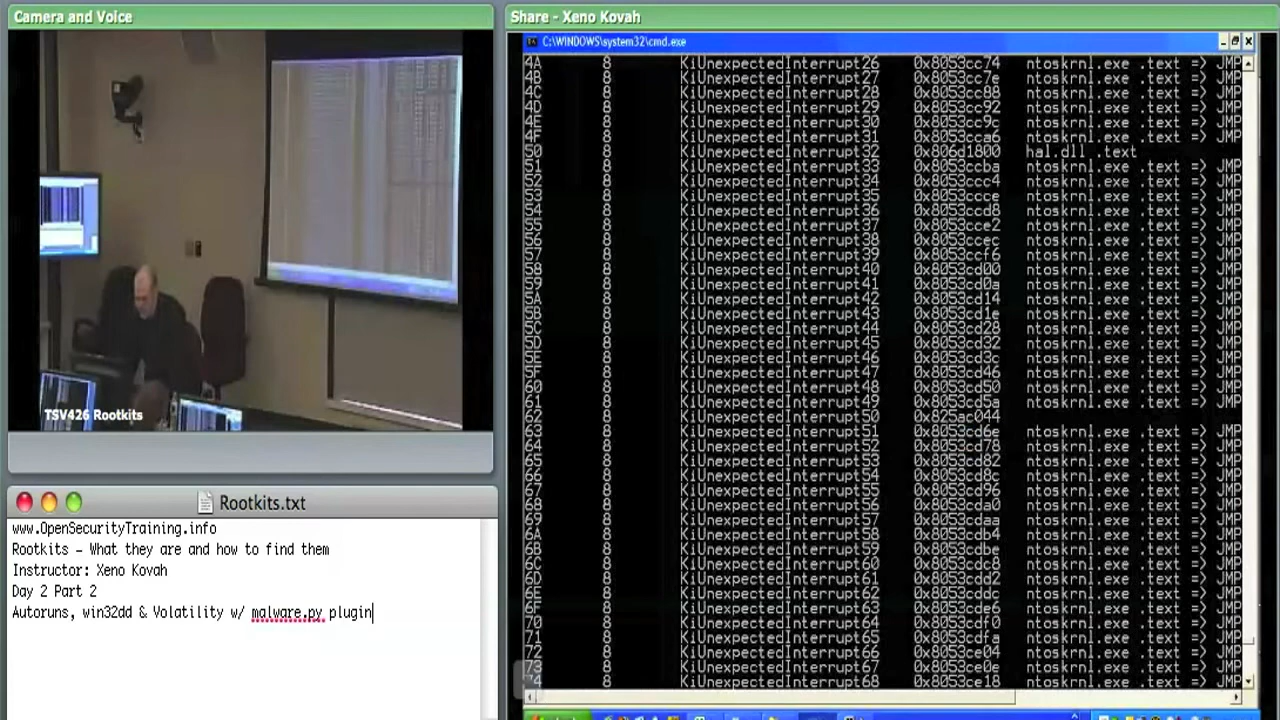 Camera and Voice
TSV426 Rootkits
Rootkits.txt
www.OpenSecurityTraining.info
Rootkits – What they are and how to find them
Instructor: Xeno Kovah
Day 2 Part 2
Autoruns, win32dd & Volatility w/ malware.py plugin
Share - Xeno Kovah
C:\WINDOWS\system32\cmd.exe
4A 8 KiUnexpectedInterrupt26 0x8053cc74 ntoskrnl.exe .text => JMP
4B 8 KiUnexpectedInterrupt27 0x8053cc7e ntoskrnl.exe .text => JMP
4C 8 KiUnexpectedInterrupt28 0x8053cc88 ntoskrnl.exe .text => JMP
4D 8 KiUnexpectedInterrupt29 0x8053cc92 ntoskrnl.exe .text => JMP
4E 8 KiUnexpectedInterrupt30 0x8053cc9c ntoskrnl.exe .text => JMP
4F 8 KiUnexpectedInterrupt31 0x8053cca6 ntoskrnl.exe .text => JMP
50 8 KiUnexpectedInterrupt32 0x806d1800 hal.dll .text
51 8 KiUnexpectedInterrupt33 0x8053ccba ntoskrnl.exe .text => JMP
52 8 KiUnexpectedInterrupt34 0x8053ccc4 ntoskrnl.exe .text => JMP
53 8 KiUnexpectedInterrupt35 0x8053ccce ntoskrnl.exe .text => JMP
54 8 KiUnexpectedInterrupt36 0x8053ccd8 ntoskrnl.exe .text => JMP
55 8 KiUnexpectedInterrupt37 0x8053cce2 ntoskrnl.exe .text => JMP
56 8 KiUnexpectedInterrupt38 0x8053ccec ntoskrnl.exe .text => JMP
57 8 KiUnexpectedInterrupt39 0x8053ccf6 ntoskrnl.exe .text => JMP
58 8 KiUnexpectedInterrupt40 0x8053cd00 ntoskrnl.exe .text => JMP
59 8 KiUnexpectedInterrupt41 0x8053cd0a ntoskrnl.exe .text => JMP
5A 8 KiUnexpectedInterrupt42 0x8053cd14 ntoskrnl.exe .text => JMP
5B 8 KiUnexpectedInterrupt43 0x8053cd1e ntoskrnl.exe .text => JMP
5C 8 KiUnexpectedInterrupt44 0x8053cd28 ntoskrnl.exe .text => JMP
5D 8 KiUnexpectedInterrupt45 0x8053cd32 ntoskrnl.exe .text => JMP
5E 8 KiUnexpectedInterrupt46 0x8053cd3c ntoskrnl.exe .text => JMP
5F 8 KiUnexpectedInterrupt47 0x8053cd46 ntoskrnl.exe .text => JMP
60 8 KiUnexpectedInterrupt48 0x8053cd50 ntoskrnl.exe .text => JMP
61 8 KiUnexpectedInterrupt49 0x8053cd5a ntoskrnl.exe .text => JMP
62 8 KiUnexpectedInterrupt50 0x825ac044
63 8 KiUnexpectedInterrupt51 0x8053cd6e ntoskrnl.exe .text => JMP
64 8 KiUnexpectedInterrupt52 0x8053cd78 ntoskrnl.exe .text => JMP
65 8 KiUnexpectedInterrupt53 0x8053cd82 ntoskrnl.exe .text => JMP
66 8 KiUnexpectedInterrupt54 0x8053cd8c ntoskrnl.exe .text => JMP
67 8 KiUnexpectedInterrupt55 0x8053cd96 ntoskrnl.exe .text => JMP
68 8 KiUnexpectedInterrupt56 0x8053cda0 ntoskrnl.exe .text => JMP
69 8 KiUnexpectedInterrupt57 0x8053cdaa ntoskrnl.exe .text => JMP
6A 8 KiUnexpectedInterrupt58 0x8053cdb4 ntoskrnl.exe .text => JMP
6B 8 KiUnexpectedInterrupt59 0x8053cdbe ntoskrnl.exe .text => JMP
6C 8 KiUnexpectedInterrupt60 0x8053cdc8 ntoskrnl.exe .text => JMP
6D 8 KiUnexpectedInterrupt61 0x8053cdd2 ntoskrnl.exe .text => JMP
6E 8 KiUnexpectedInterrupt62 0x8053cddc ntoskrnl.exe .text => JMP
6F 8 KiUnexpectedInterrupt63 0x8053cde6 ntoskrnl.exe .text => JMP
70 8 KiUnexpectedInterrupt64 0x8053cdf0 ntoskrnl.exe .text => JMP
71 8 KiUnexpectedInterrupt65 0x8053cdfa ntoskrnl.exe .text => JMP
72 8 KiUnexpectedInterrupt66 0x8053ce04 ntoskrnl.exe .text => JMP
73 8 KiUnexpectedInterrupt67 0x8053ce0e ntoskrnl.exe .text => JMP
74 8 KiUnexpectedInterrupt68 0x8053ce18 ntoskrnl.exe .text => JMP